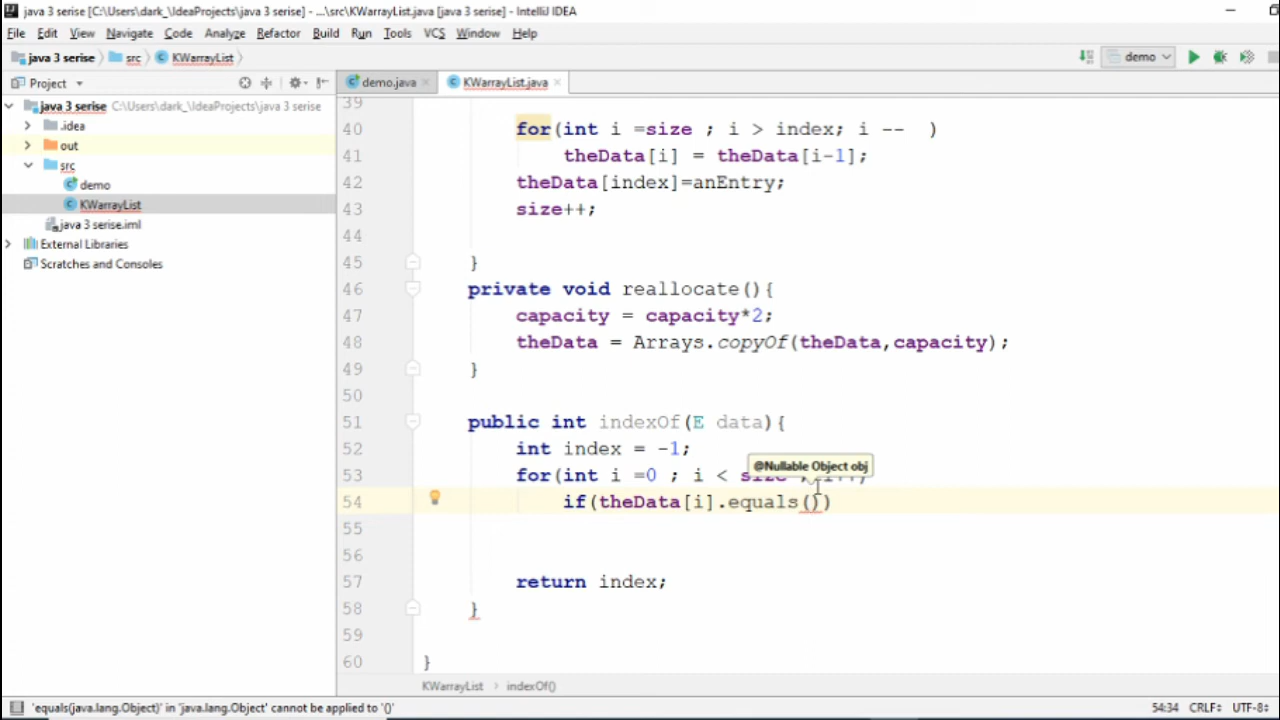 java 3 serise [C:\Users\dark_\IdeaProjects\java 3 serise] - ...\src\KWarrayList.java [java 3 serise] - IntelliJ IDEA
File Edit View Navigate Code Analyze Refactor Build Run Tools VCS Window Help
java 3 serise src KWarrayList demo
Project demo.java KWarrayList.java
java 3 serise C:\Users\dark_\IdeaProjects\java 3 serise
.idea
out
src
demo
KWarrayList
java 3 serise.iml
External Libraries
Scratches and Consoles
39
40 for(int i =size ; i > index; i -- )
41 theData[i] = theData[i-1];
42 theData[index]=anEntry;
43 size++;
44
45 }
46 private void reallocate(){
47 capacity = capacity*2;
48 theData = Arrays.copyOf(theData,capacity);
49 }
50
51 public int indexOf(E data){
52 int index = -1;
@Nullable Object obj
53 for(int i =0 ; i < size ; i++)
54 if(theData[i].equals())
55
56
57 return index;
58 }
59
60 }
KWarrayList indexOf()
'equals(java.lang.Object)' in 'java.lang.Object' cannot be applied to '()' 54:34 CRLF UTF-8